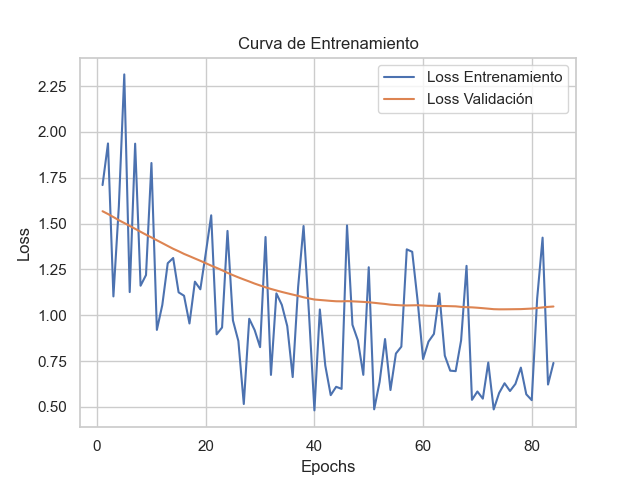 Curva de Entrenamiento
Loss Entrenamiento
Loss Validación
2.25
2.00
1.75
1.50
1.25
1.00
0.75
0.50
Loss
0 20 40 60 80
Epochs